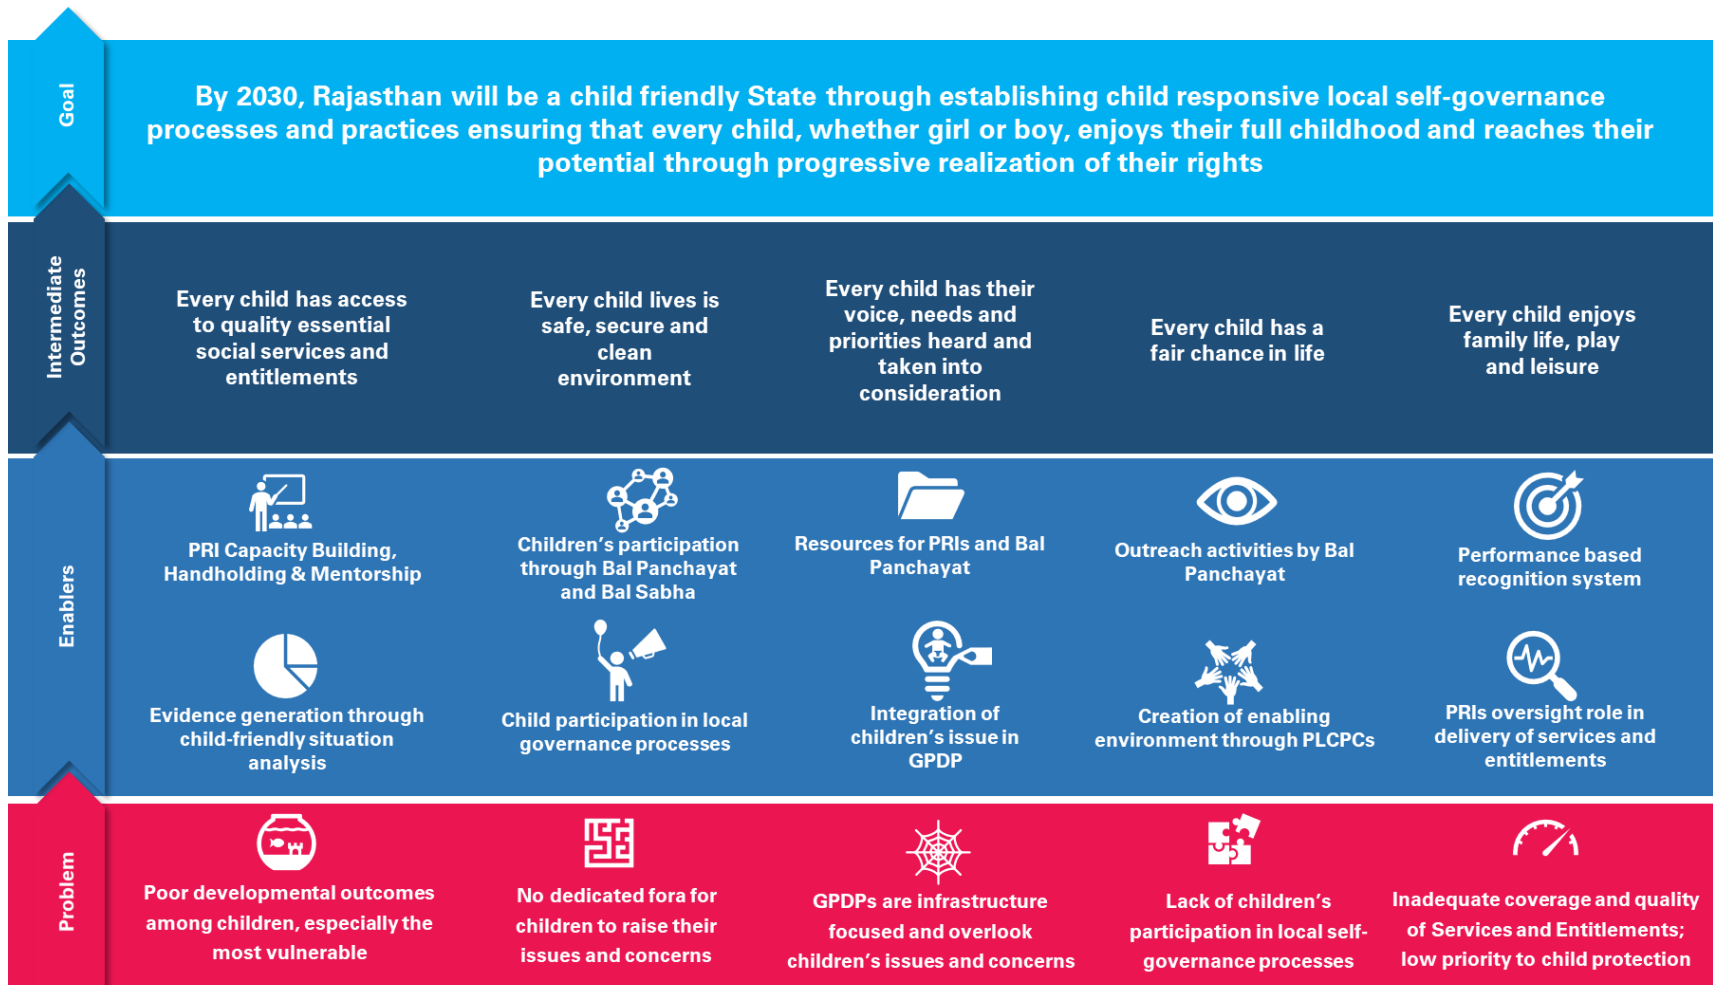 Goal
By 2030, Rajasthan will be a child friendly State through establishing child responsive local self-governance
processes and practices ensuring that every child, whether girl or boy, enjoys their full childhood and reaches their
potential through progressive realization of their rights
Intermediate
Outcomes
Every child has access
to quality essential
social services and
entitlements
Every child lives is
safe, secure and
clean
environment
Every child has their
voice, needs and
priorities heard and
taken into
consideration
Every child has a
fair chance in life
Every child enjoys
family life, play
and leisure
Enablers
PRI Capacity Building,
Handholding & Mentorship
Children’s participation
through Bal Panchayat
and Bal Sabha
Resources for PRIs and Bal
Panchayat
Outreach activities by Bal
Panchayat
Performance based
recognition system
Evidence generation through
child-friendly situation
analysis
Child participation in local
governance processes
Integration of
children’s issue in
GPDP
Creation of enabling
environment through PLCPCs
PRIs oversight role in
delivery of services and
entitlements
Problem
Poor developmental outcomes
among children, especially the
most vulnerable
No dedicated fora for
children to raise their
issues and concerns
GPDPs are infrastructure
focused and overlook
children’s issues and concerns
Lack of children’s
participation in local self-
governance processes
Inadequate coverage and quality
of Services and Entitlements;
low priority to child protection